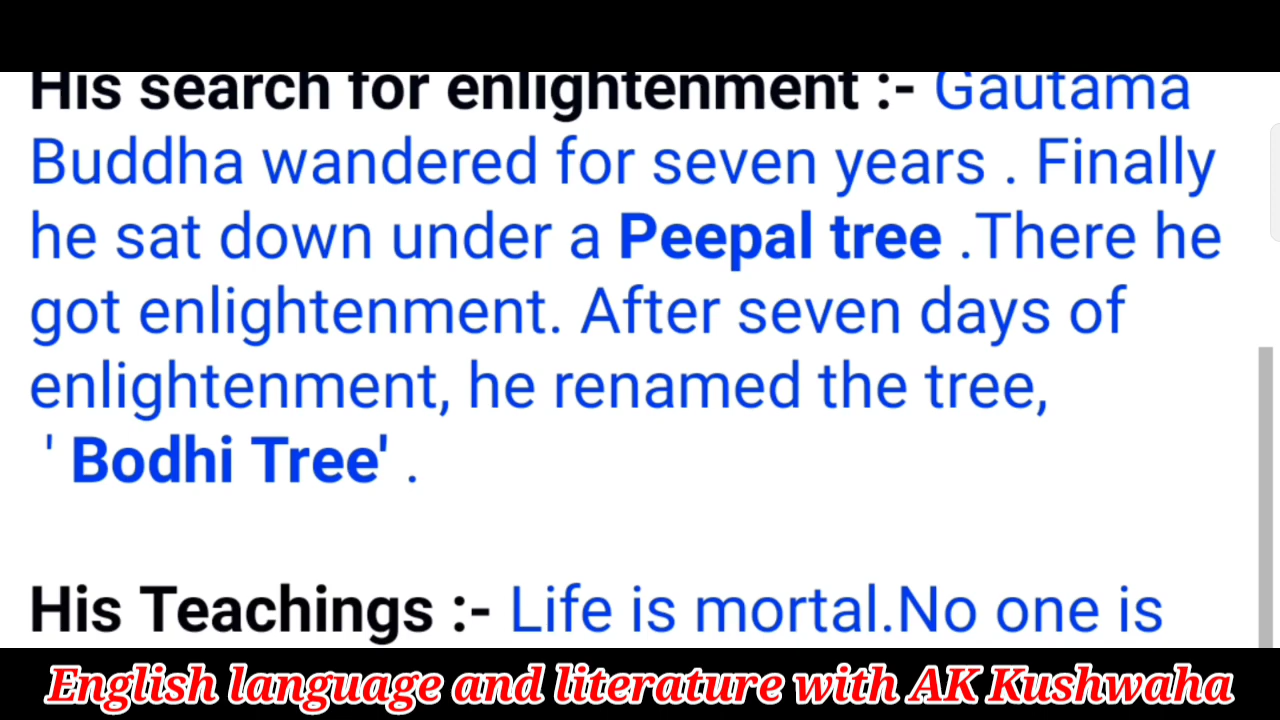 His search for enlightenment :- Gautama
Buddha wandered for seven years . Finally
he sat down under a Peepal tree .There he
got enlightenment. After seven days of
enlightenment, he renamed the tree,
' Bodhi Tree' .
His Teachings :- Life is mortal.No one is
English language and literature with AK Kushwaha